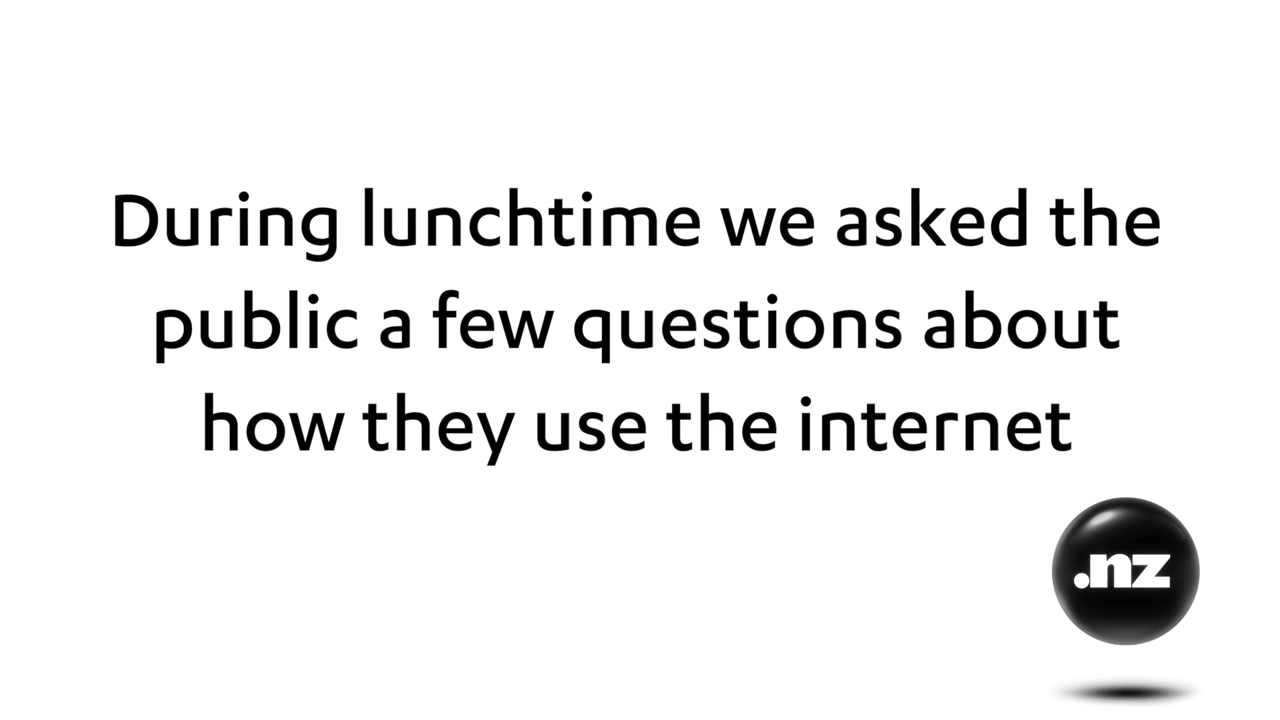 During lunchtime we asked the
public a few questions about
how they use the internet
.nz